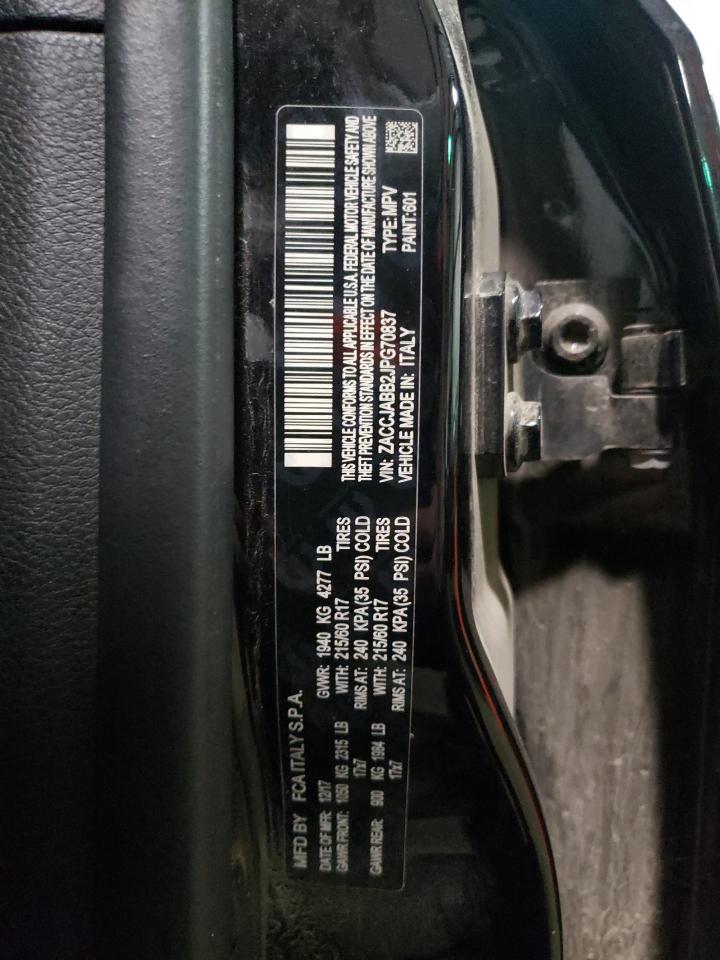 MFD BY FCA ITALY S.P.A.
DATE OF MFR: 12/17 GVWR: 1940 KG 4277 LB
GAWR FRONT: 1050 KG 2315 LB WITH: 215/60 R17 TIRES
17x7 RIMS AT: 240 KPA(35 PSI) COLD
GAWR REAR: 900 KG 1984 LB WITH: 215/60 R17 TIRES
17x7 RIMS AT: 240 KPA(35 PSI) COLD
THIS VEHICLE CONFORMS TO ALL APPLICABLE U.S.A. FEDERAL MOTOR VEHICLE SAFETY AND
THEFT PREVENTION STANDARDS IN EFFECT ON THE DATE OF MANUFACTURE SHOWN ABOVE
VIN: ZACCJABB2JPG70837 TYPE: MPV
VEHICLE MADE IN: ITALY PAINT:601